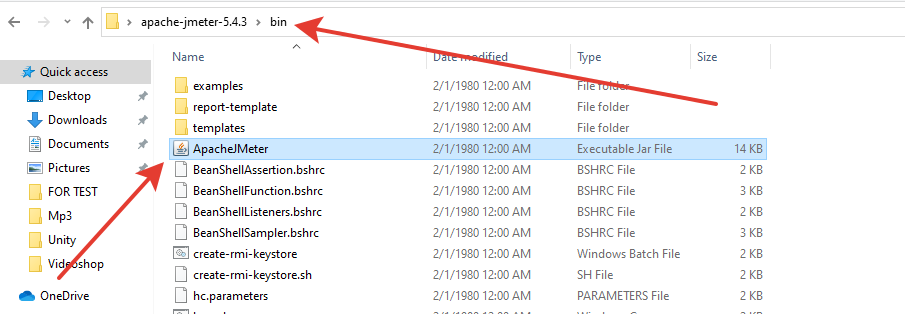 apache-jmeter-5.4.3 > bin
Name Date modified Type Size
Quick access
Desktop
Downloads
Documents
Pictures
FOR TEST
Mp3
Unity
Videoshop
OneDrive
examples 2/1/1980 12:00 AM File folder
report-template 2/1/1980 12:00 AM File folder
templates 2/1/1980 12:00 AM File folder
ApacheJMeter 2/1/1980 12:00 AM Executable Jar File 14 KB
BeanShellAssertion.bshrc 2/1/1980 12:00 AM BSHRC File 2 KB
BeanShellFunction.bshrc 2/1/1980 12:00 AM BSHRC File 3 KB
BeanShellListeners.bshrc 2/1/1980 12:00 AM BSHRC File 2 KB
BeanShellSampler.bshrc 2/1/1980 12:00 AM BSHRC File 3 KB
create-rmi-keystore 2/1/1980 12:00 AM Windows Batch File 2 KB
create-rmi-keystore.sh 2/1/1980 12:00 AM SH File 2 KB
hc.parameters 2/1/1980 12:00 AM PARAMETERS File 2 KB